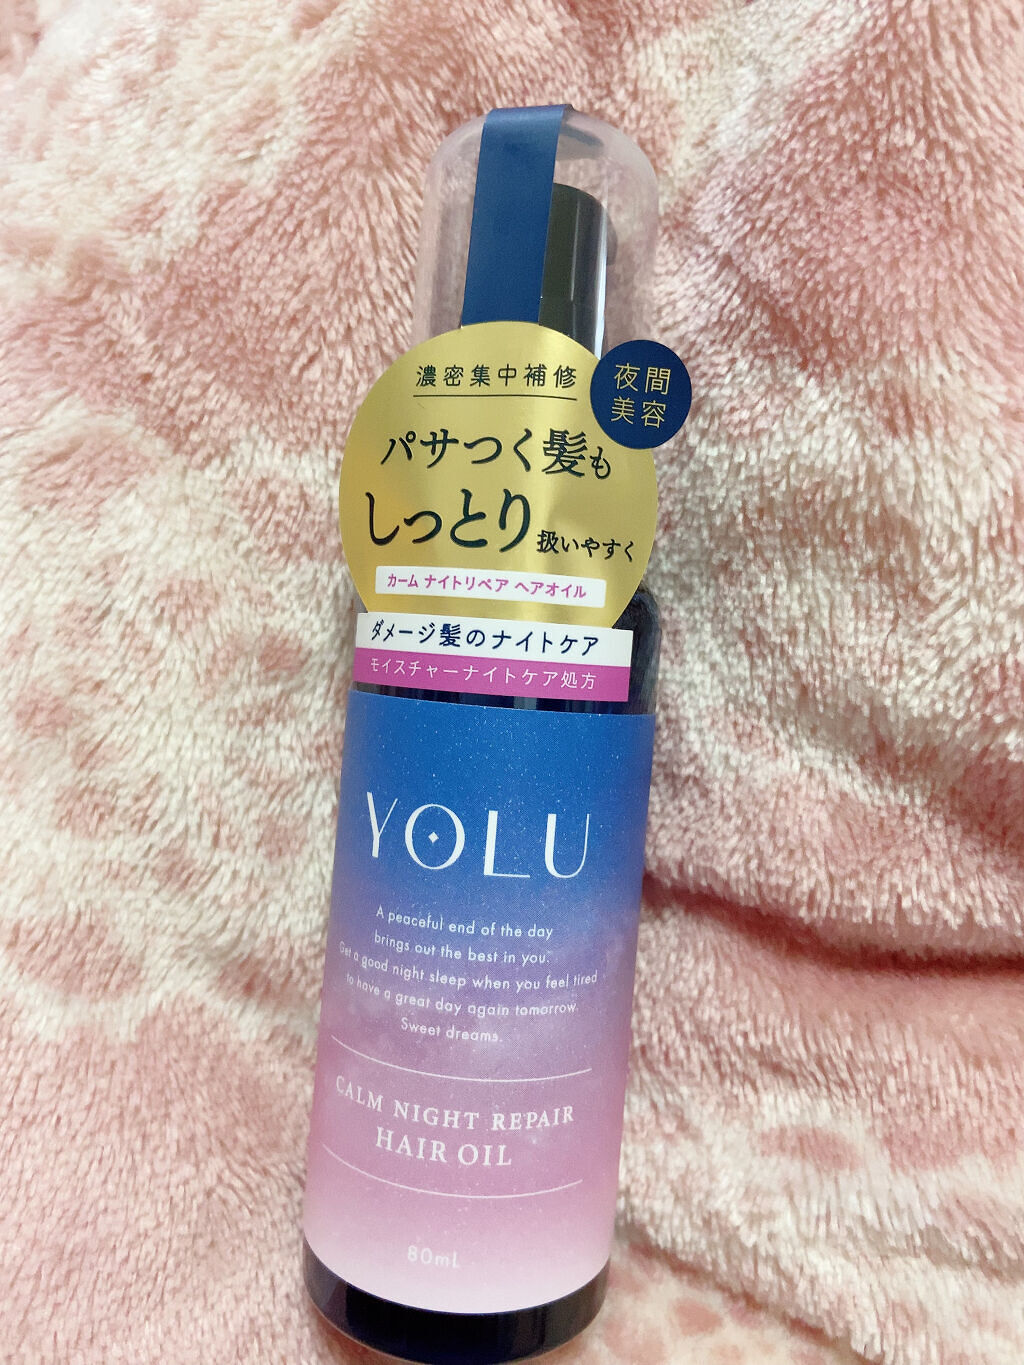 濃密集中補修
夜間
美容
パサつく髪も
しっとり扱いやすく
カーム ナイトリペア ヘアオイル
ダメージ髪のナイトケア
モイスチャーナイトケア処方
YOLU
A peaceful end of the day
brings out the best in you.
Get a good night sleep when you feel tired
to have a great day again tomorrow.
Sweet dreams.
CALM NIGHT REPAIR
HAIR OIL
80mL